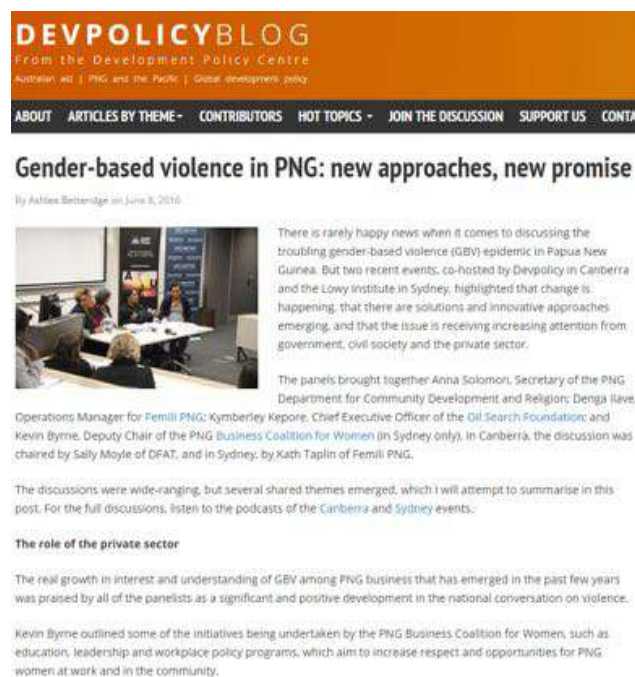 DEVPOLICYBLOG
From the Development Policy Centre
Australian aid | PNG and the Pacific | Global development policy
ABOUT ARTICLES BY THEME CONTRIBUTORS HOT TOPICS JOIN THE DISCUSSION SUPPORT US CONTA
Gender-based violence in PNG: new approaches, new promise
By Ashlee Betteridge on June 8, 2016
There is rarely happy news when it comes to discussing the
troubling gender-based violence (GBV) epidemic in Papua New
Guinea. But two recent events, co-hosted by Devpolicy in Canberra
and the Lowy Institute in Sydney, highlighted that change is
happening, that there are solutions and innovative approaches
emerging, and that the issue is receiving increasing attention from
government, civil society and the private sector.
The panels brought together Anna Solomon, Secretary of the PNG
Department for Community Development and Religion; Denga Ilave,
Operations Manager for Femili PNG; Kymberley Kepore, Chief Executive Officer of the Oil Search Foundation; and
Kevin Byrne, Deputy Chair of the PNG Business Coalition for Women (in Sydney only). In Canberra, the discussion was
chaired by Sally Moyle of DFAT, and in Sydney, by Kath Taplin of Femili PNG.
The discussions were wide-ranging, but several shared themes emerged, which I will attempt to summarise in this
post. For the full discussions, listen to the podcasts of the Canberra and Sydney events.
The role of the private sector
The real growth in interest and understanding of GBV among PNG business that has emerged in the past few years
was praised by all of the panelists as a significant and positive development in the national conversation on violence.
Kevin Byrne outlined some of the initiatives being undertaken by the PNG Business Coalition for Women, such as
education, leadership and workplace policy programs, which aim to increase respect and opportunities for PNG
women at work and in the community.